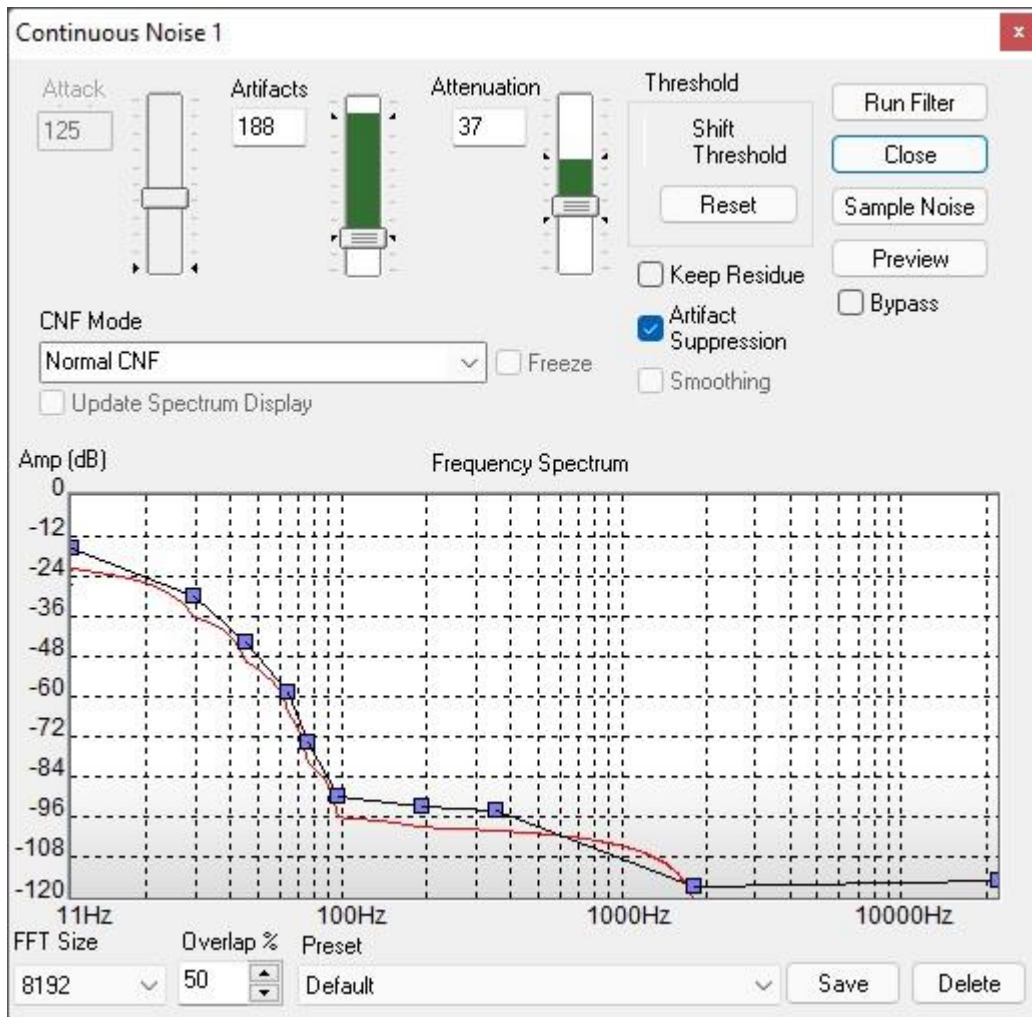 Continuous Noise 1
x
Attack
125
Artifacts
188
Attenuation
37
Threshold
Shift
Threshold
Reset
Run Filter
Close
Sample Noise
Preview
Bypass
Keep Residue
Artifact
Suppression
Smoothing
CNF Mode
Normal CNF
Freeze
Update Spectrum Display
Amp (dB)
Frequency Spectrum
0
-12
-24
-36
-48
-60
-72
-84
-96
-108
-120
11Hz 100Hz 1000Hz 10000Hz
FFT Size
8192
Overlap %
50
Preset
Default
Save
Delete